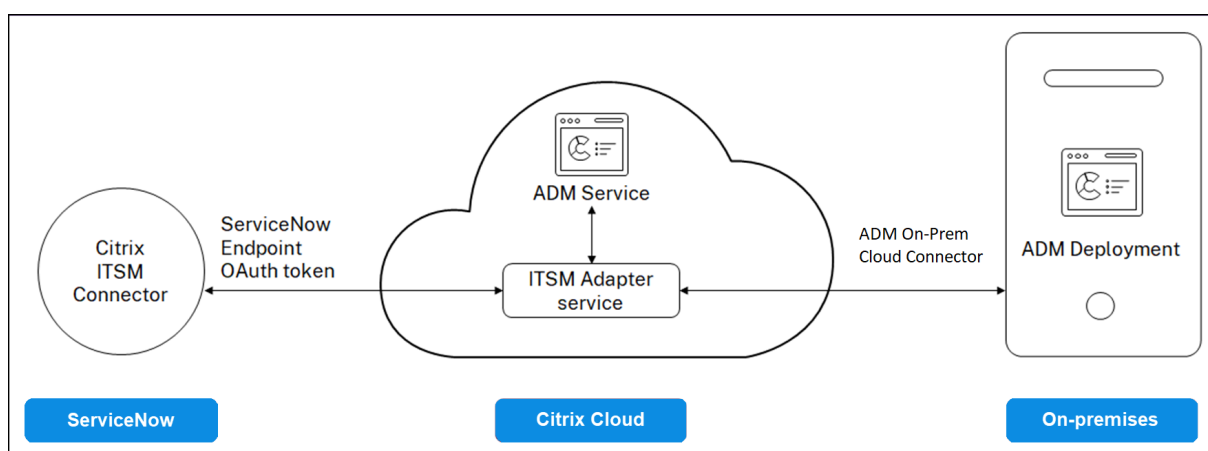 ADM Service
ServiceNow
Endpoint
OAuth token
Citrix
ITSM
Connector
ITSM Adapter
service
ADM On-Prem
Cloud Connector
ADM Deployment
ServiceNow
Citrix Cloud
On-premises